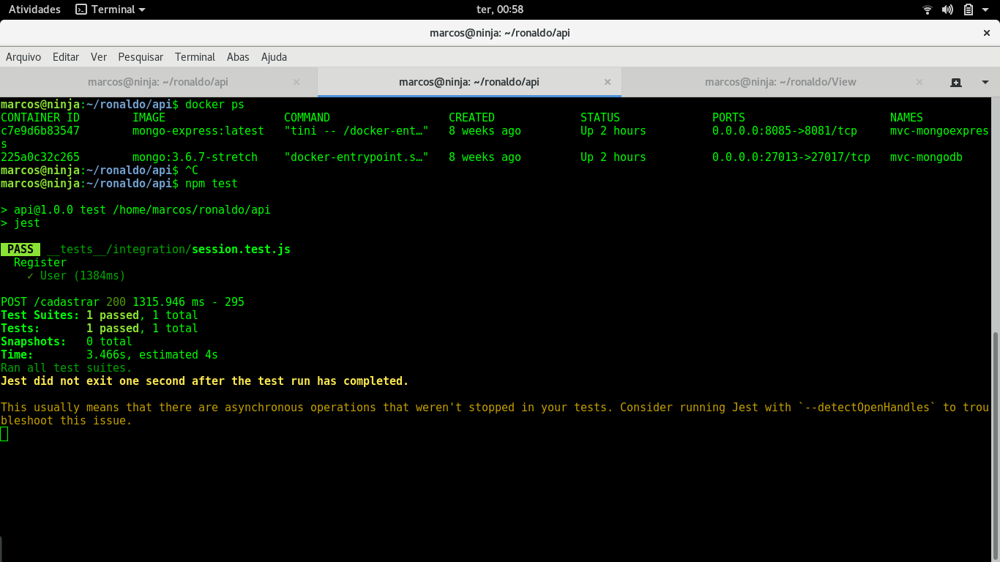 Atividades Terminal ter, 00:58
marcos@ninja: ~/ronaldo/api
Arquivo Editar Ver Pesquisar Terminal Abas Ajuda
marcos@ninja: ~/ronaldo/api marcos@ninja: ~/ronaldo/api marcos@ninja: ~/ronaldo/View
marcos@ninja:~/ronaldo/api$ docker ps
CONTAINER ID        IMAGE                  COMMAND                  CREATED             STATUS              PORTS                      NAMES
c7e9d6b83547        mongo-express:latest   "tini -- /docker-ent…"   8 weeks ago         Up 2 hours          0.0.0.0:8085->8081/tcp     mvc-mongoexpres
s
225a0c32c265        mongo:3.6.7-stretch    "docker-entrypoint.s…"   8 weeks ago         Up 2 hours          0.0.0.0:27013->27017/tcp   mvc-mongodb
marcos@ninja:~/ronaldo/api$ ^C
marcos@ninja:~/ronaldo/api$ npm test
> api@1.0.0 test /home/marcos/ronaldo/api
> jest
PASS __tests__/integration/session.test.js
Register
✓ User (1384ms)
POST /cadastrar 200 1315.946 ms - 295
Test Suites: 1 passed, 1 total
Tests:       1 passed, 1 total
Snapshots:   0 total
Time:        3.466s, estimated 4s
Ran all test suites.
Jest did not exit one second after the test run has completed.
This usually means that there are asynchronous operations that weren't stopped in your tests. Consider running Jest with `--detectOpenHandles` to trou
bleshoot this issue.